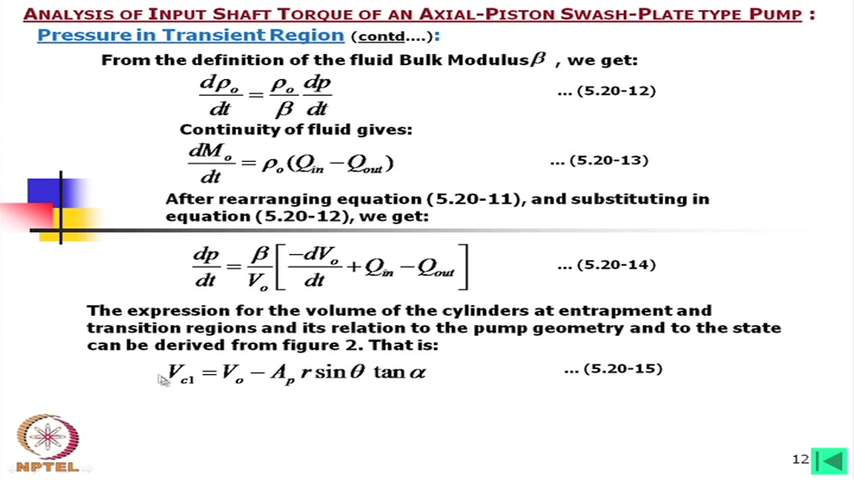 ANALYSIS OF INPUT SHAFT TORQUE OF AN AXIAL-PISTON SWASH-PLATE TYPE PUMP :
Pressure in Transient Region (contd....):
From the definition of the fluid Bulk Modulus β , we get:
dρₒ/dt = ρₒ/β dp/dt ... (5.20-12)
Continuity of fluid gives:
dMₒ/dt = ρₒ(Qᵢₙ − Qₒᵤₜ) ... (5.20-13)
After rearranging equation (5.20-11), and substituting in
equation (5.20-12), we get:
dp/dt = β/Vₒ [−dVₒ/dt + Qᵢₙ − Qₒᵤₜ] ... (5.20-14)
The expression for the volume of the cylinders at entrapment and
transition regions and its relation to the pump geometry and to the state
can be derived from figure 2. That is:
V_c1 = Vₒ − Aₚ r sin θ tan α ... (5.20-15)
NPTEL
12